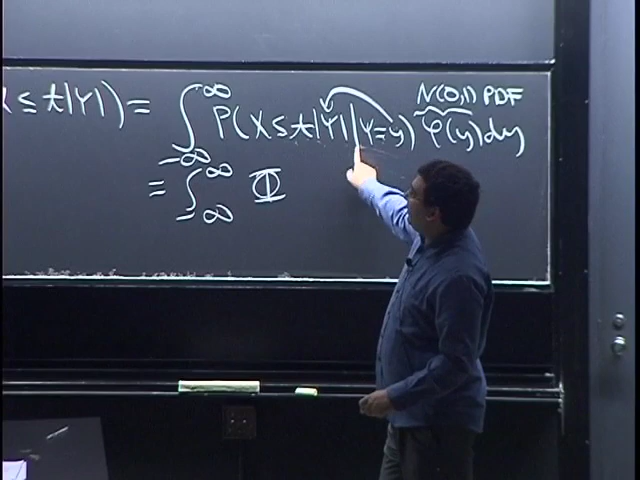 N(0,1) PDF
X ≤ t|Y|) = ∫_{-∞}^{∞} P(X ≤ t|Y| | Y=y) φ(y) dy
= ∫_{-∞}^{∞} Φ